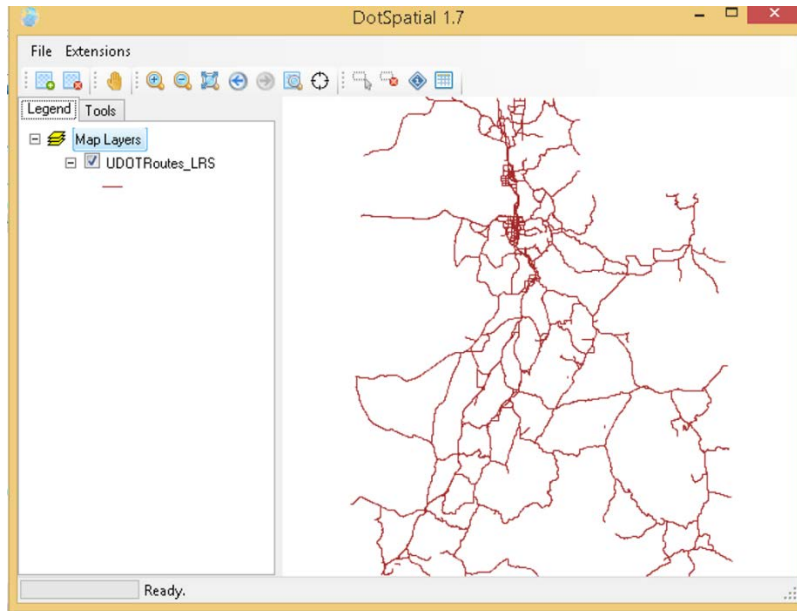 DotSpatial 1.7
File Extensions
Legend Tools
Map Layers
UDOTRoutes_LRS
Ready.